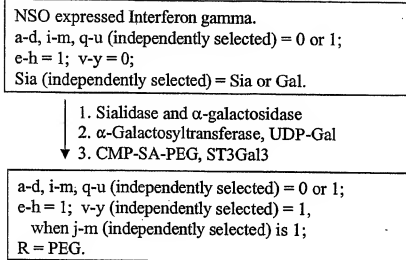 NSO expressed Interferon gamma.
a-d, i-m, q-u (independently selected) = 0 or 1;
e-h = 1; v-y = 0;
Sia (independently selected) = Sia or Gal.
1. Sialidase and α-galactosidase
2. α-Galactosyltransferase, UDP-Gal
3. CMP-SA-PEG, ST3Gal3
a-d, i-m, q-u (independently selected) = 0 or 1;
e-h = 1; v-y (independently selected) = 1,
when j-m (independently selected) is 1;
R = PEG.